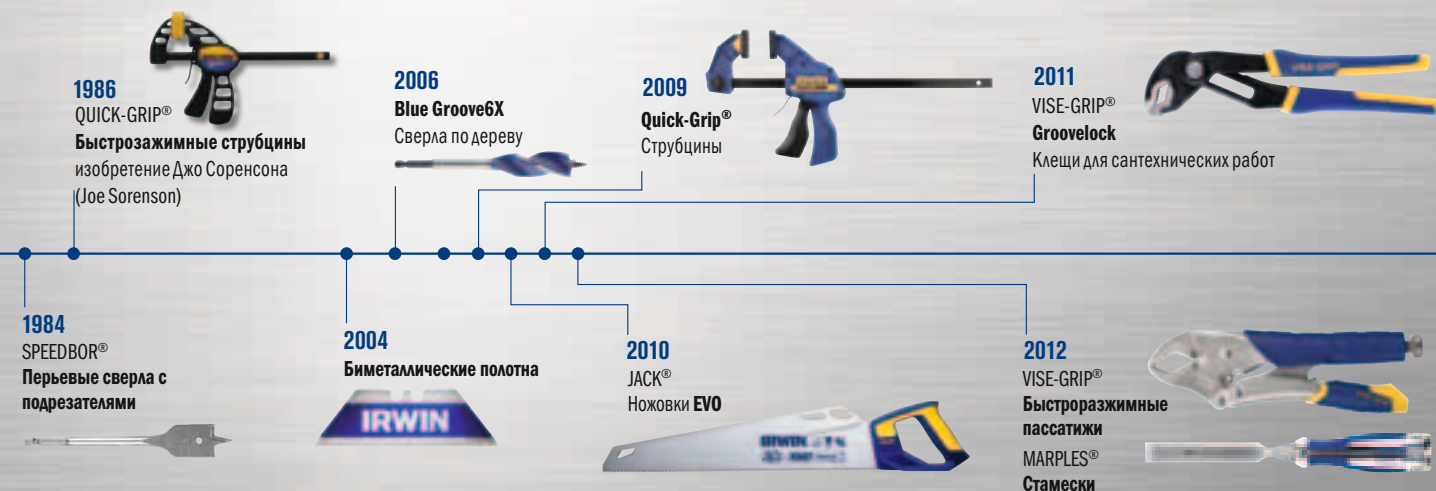 1986
QUICK-GRIP®
Быстрозажимные струбцины
изобретение Джо Соренсона
(Joe Sorenson)
2006
Blue Groove6X
Сверла по дереву
2009
Quick-Grip®
Струбцины
2011
VISE-GRIP®
Groovelock
Клещи для сантехнических работ
1984
SPEEDBOR®
Перьевые сверла с
подрезателями
2004
Биметаллические полотна
IRWIN
2010
JACK®
Ножовки EVO
IRWIN
2012
VISE-GRIP®
Быстроразжимные
пассатижи
MARPLES®
Стамески